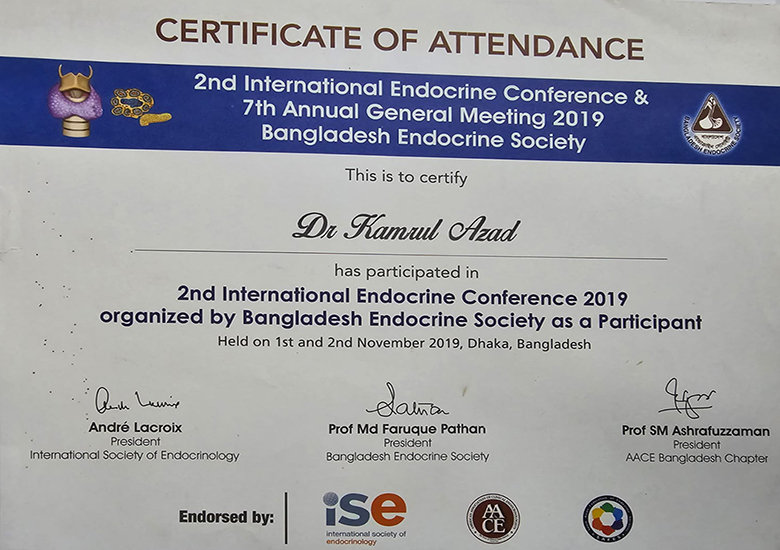 CERTIFICATE OF ATTENDANCE
2nd International Endocrine Conference &
7th Annual General Meeting 2019
Bangladesh Endocrine Society
BANGLADESH ENDOCRINE SOCIETY
This is to certify
Dr Kamrul Azad
has participated in
2nd International Endocrine Conference 2019
organized by Bangladesh Endocrine Society as a Participant
Held on 1st and 2nd November 2019, Dhaka, Bangladesh
André Lacroix
President
International Society of Endocrinology
Prof Md Faruque Pathan
President
Bangladesh Endocrine Society
Prof SM Ashrafuzzaman
President
AACE Bangladesh Chapter
Endorsed by:
ise
international society of
endocrinology
AACE